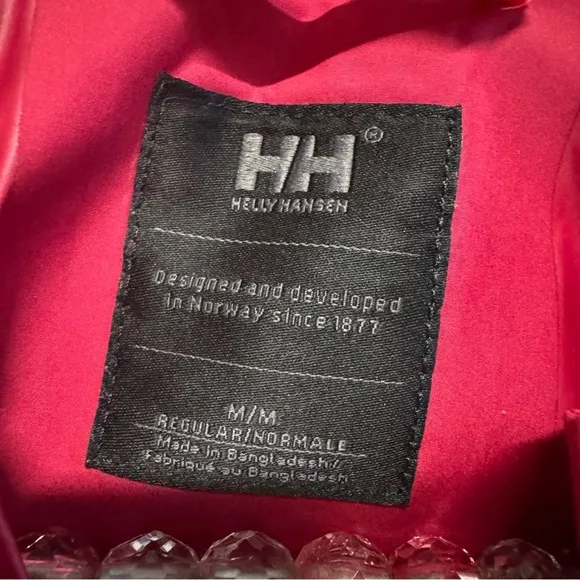 HH®
HELLY HANSEN
Designed and developed
in Norway since 1877
M/M
REGULAR/NORMALE
Made in Bangladesh/
Fabriqué au Bangladesh